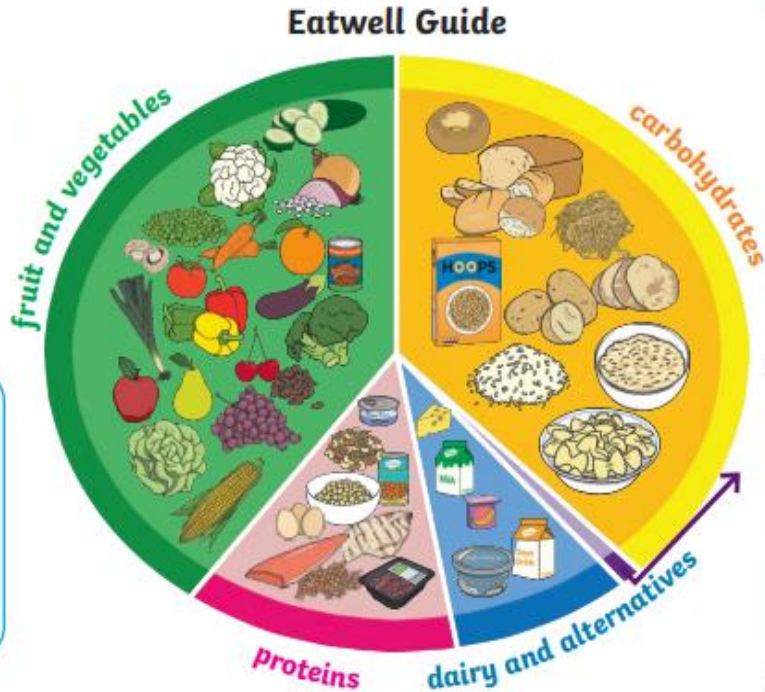 Eatwell Guide
fruit and vegetables
carbohydrates
HOOPS
Milk
proteins
dairy and alternatives